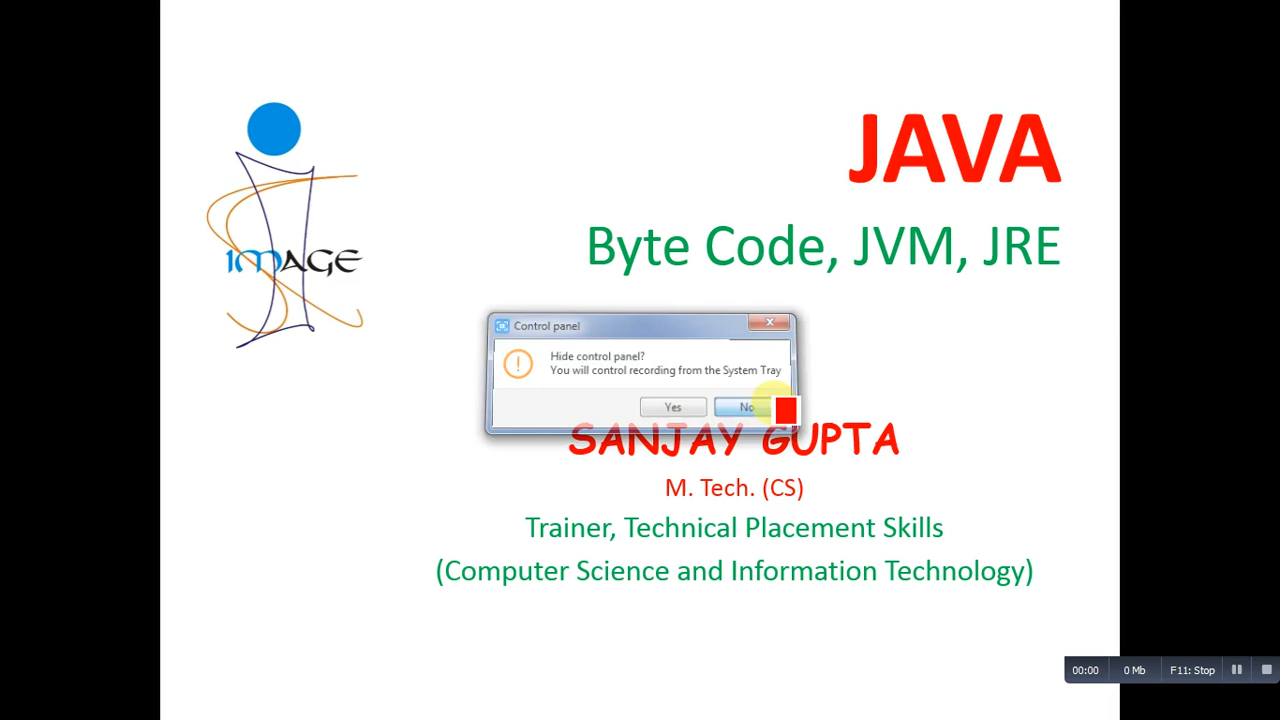 JAVA
Byte Code, JVM, JRE
IMAGE
Control panel
Hide control panel?
You will control recording from the System Tray
Yes
No
SANJAY GUPTA
M. Tech. (CS)
Trainer, Technical Placement Skills
(Computer Science and Information Technology)
00:00
0 Mb
F11: Stop